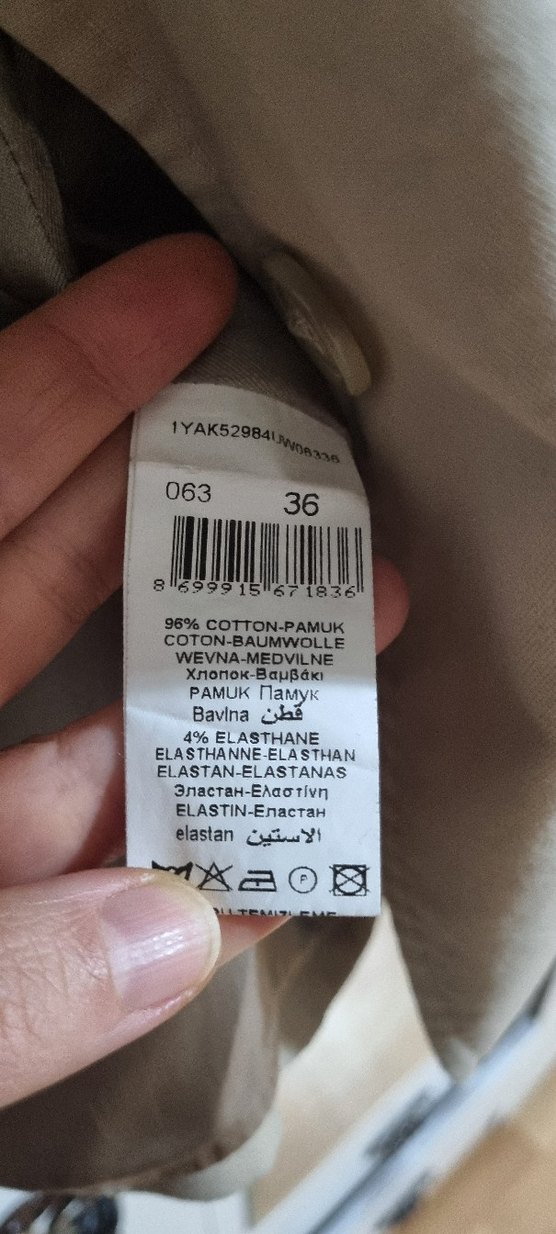 1YAK52984UW06336
063 36
8 699915 671836
96% COTTON-PAMUK
COTON-BAUMWOLLE
WEVNA-MEDVILNE
Хлопок-Βαμβάκι
PAMUK Памук
Bavlna قطن
4% ELASTHANE
ELASTHANNE-ELASTHAN
ELASTAN-ELASTANAS
Эластан-Ελαστίνη
ELASTIN-Еластан
elastan الاستين
P